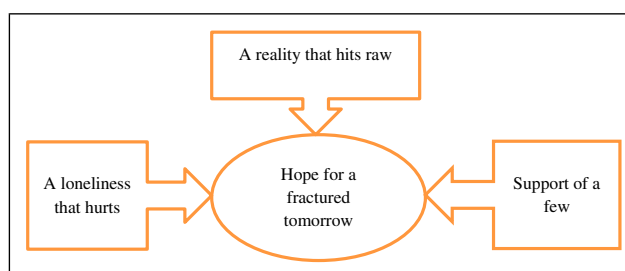 A reality that hits raw
A loneliness
that hurts
Hope for a
fractured
tomorrow
Support of a
few